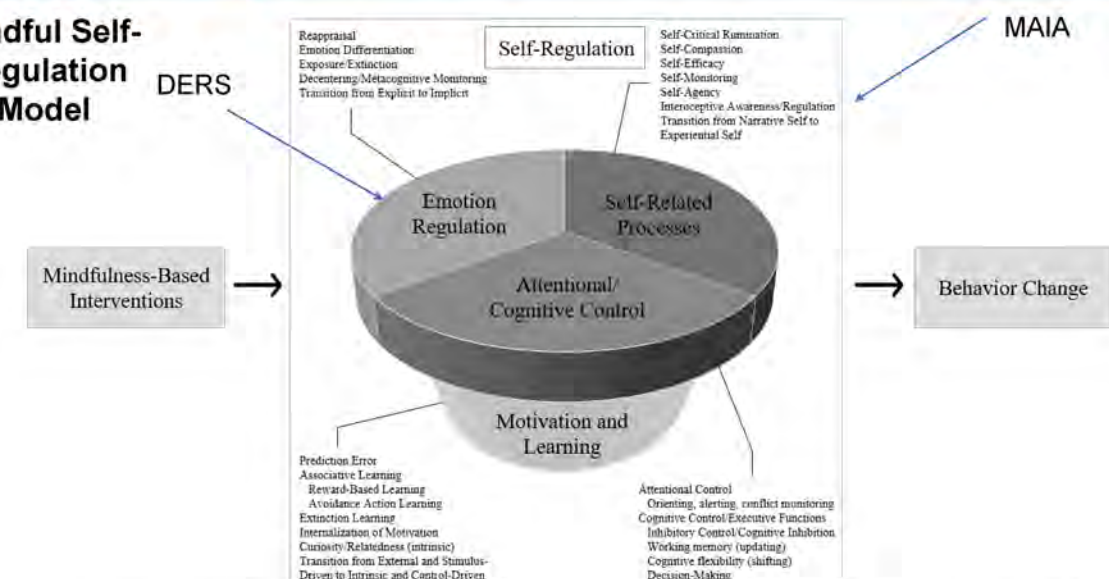 ndful Self-
gulation
Model
DERS
MAIA
Reappraisal
Emotion Differentiation
Exposure/Extinction
Decentering/Metacognitive Monitoring
Transition from Explicit to Implicit
Self-Regulation
Self-Critical Rumination
Self-Compassion
Self-Efficacy
Self-Monitoring
Self-Agency
Interoceptive Awareness/Regulation
Transition from Narrative Self to
Experiential Self
Emotion
Regulation
Self-Related
Processes
Attentional/
Cognitive Control
Mindfulness-Based
Interventions
Behavior Change
Motivation and
Learning
Prediction Error
Associative Learning
Reward-Based Learning
Avoidance Action Learning
Extinction Learning
Internalization of Motivation
Curiosity/Relatedness (intrinsic)
Transition from External and Stimulus-
Driven to Intrinsic and Control-Driven
Attentional Control
Orienting, alerting, conflict monitoring
Cognitive Control/Executive Functions
Inhibitory Control/Cognitive Inhibition
Working memory (updating)
Cognitive flexibility (shifting)
Decision-Making